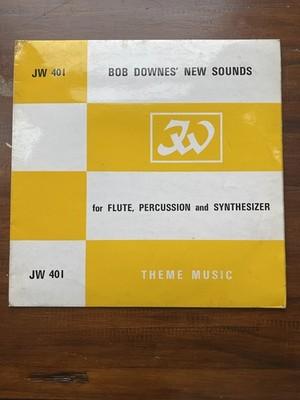 JW 401 BOB DOWNES' NEW SOUNDS
JW
for FLUTE, PERCUSSION and SYNTHESIZER
JW 401 THEME MUSIC